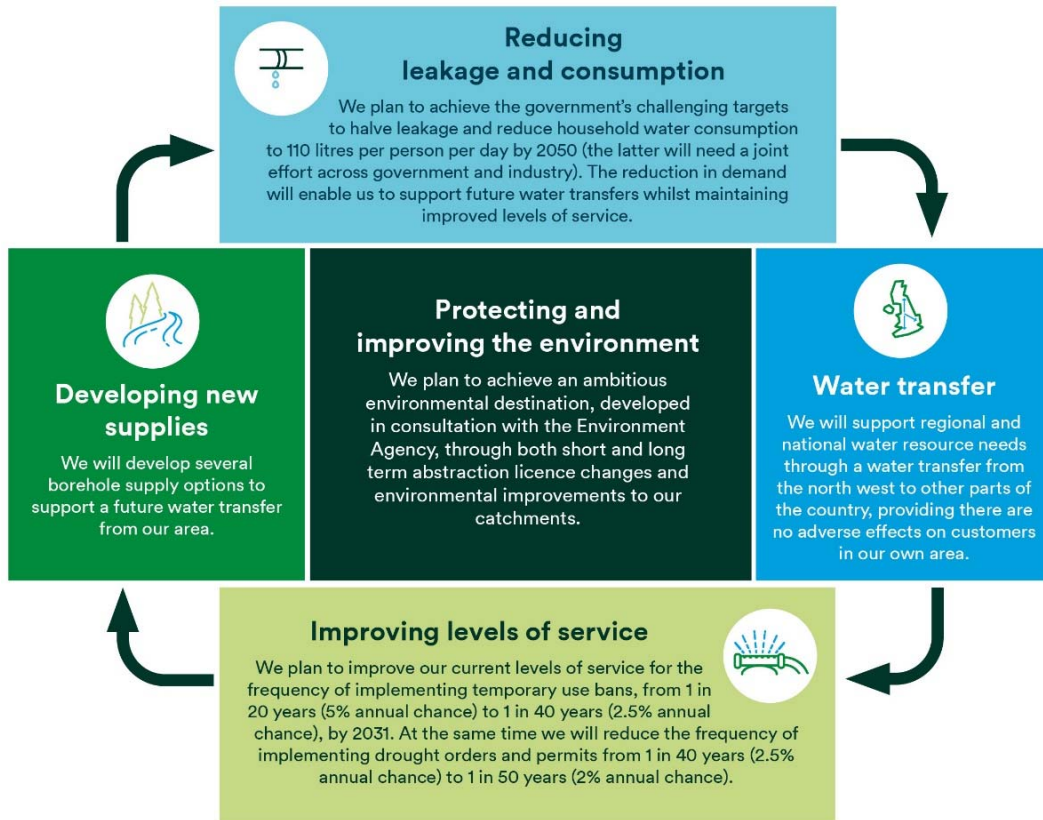 Reducing
leakage and consumption
We plan to achieve the government's challenging targets
to halve leakage and reduce household water consumption
to 110 litres per person per day by 2050 (the latter will need a joint
effort across government and industry). The reduction in demand
will enable us to support future water transfers whilst maintaining
improved levels of service.
Developing new
supplies
We will develop several
borehole supply options to
support a future water transfer
from our area.
Protecting and
improving the environment
We plan to achieve an ambitious
environmental destination, developed
in consultation with the Environment
Agency, through both short and long
term abstraction licence changes and
environmental improvements to our
catchments.
Water transfer
We will support regional and
national water resource needs
through a water transfer from
the north west to other parts of
the country, providing there are
no adverse effects on customers
in our own area.
Improving levels of service
We plan to improve our current levels of service for the
frequency of implementing temporary use bans, from 1 in
20 years (5% annual chance) to 1 in 40 years (2.5% annual
chance), by 2031. At the same time we will reduce the frequency of
implementing drought orders and permits from 1 in 40 years (2.5%
annual chance) to 1 in 50 years (2% annual chance).